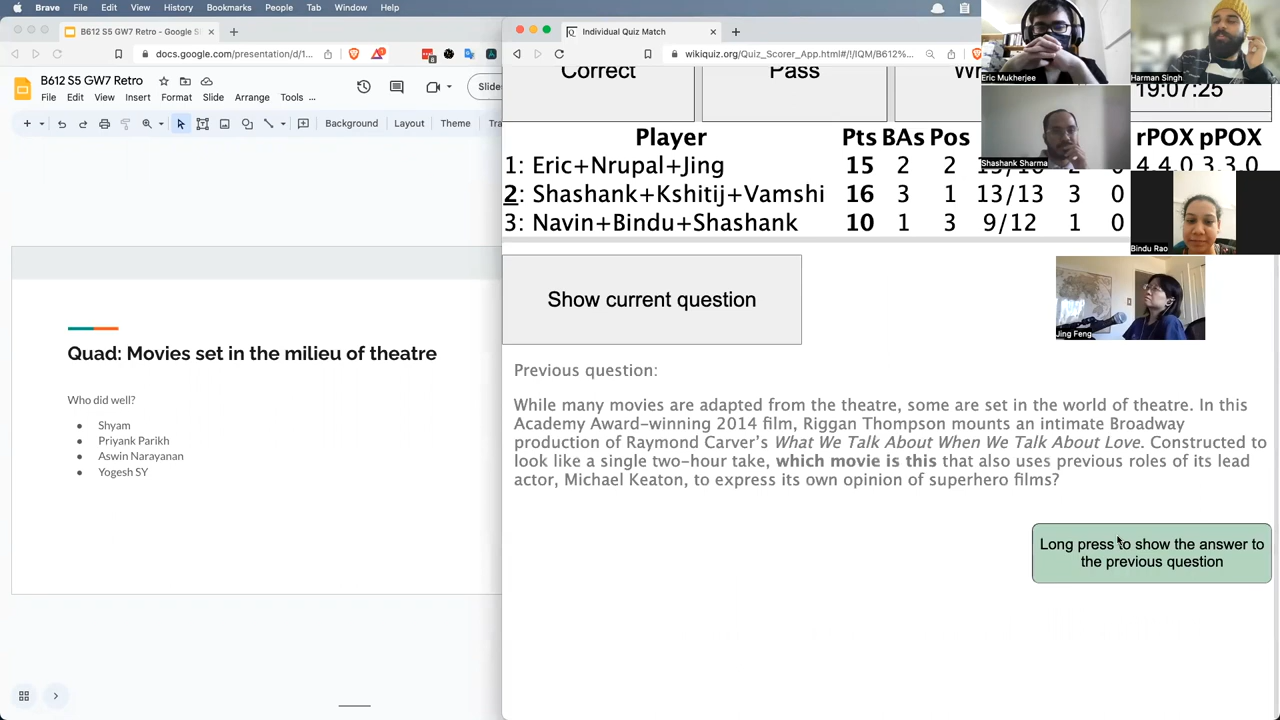 Brave File Edit View History Bookmarks
B612 S5 GW7 Retro - Google S
docs.google.com/presentation/d/1...
B612 S5 GW7 Retro
File Edit View Insert Format Slide Arrange Tools ...
Background Layout Theme
Quad: Movies set in the milieu of theatre
Who did well?
Shyam
Priyank Parikh
Aswin Narayanan
Yogesh SY
Individual Quiz Match
wikiquiz.org/Quiz_Scorer_App.html#!/IQM/B612%...
Correct Pass
19:07:25
Player Pts BAs Pos rPOX pPOX
1: Eric+Nrupal+Jing 15 2 2
2: Shashank+Kshitij+Vamshi 16 3 1 13/13 3 0
3: Navin+Bindu+Shashank 10 1 3 9/12 1 0
Show current question
Previous question:
While many movies are adapted from the theatre, some are set in the world of theatre. In this
Academy Award-winning 2014 film, Riggan Thompson mounts an intimate Broadway
production of Raymond Carver's What We Talk About When We Talk About Love. Constructed to
look like a single two-hour take, which movie is this that also uses previous roles of its lead
actor, Michael Keaton, to express its own opinion of superhero films?
Long press to show the answer to
the previous question
Eric Mukherjee
Harman Singh
Shashank Sharma
Bindu Rao
Jing Feng